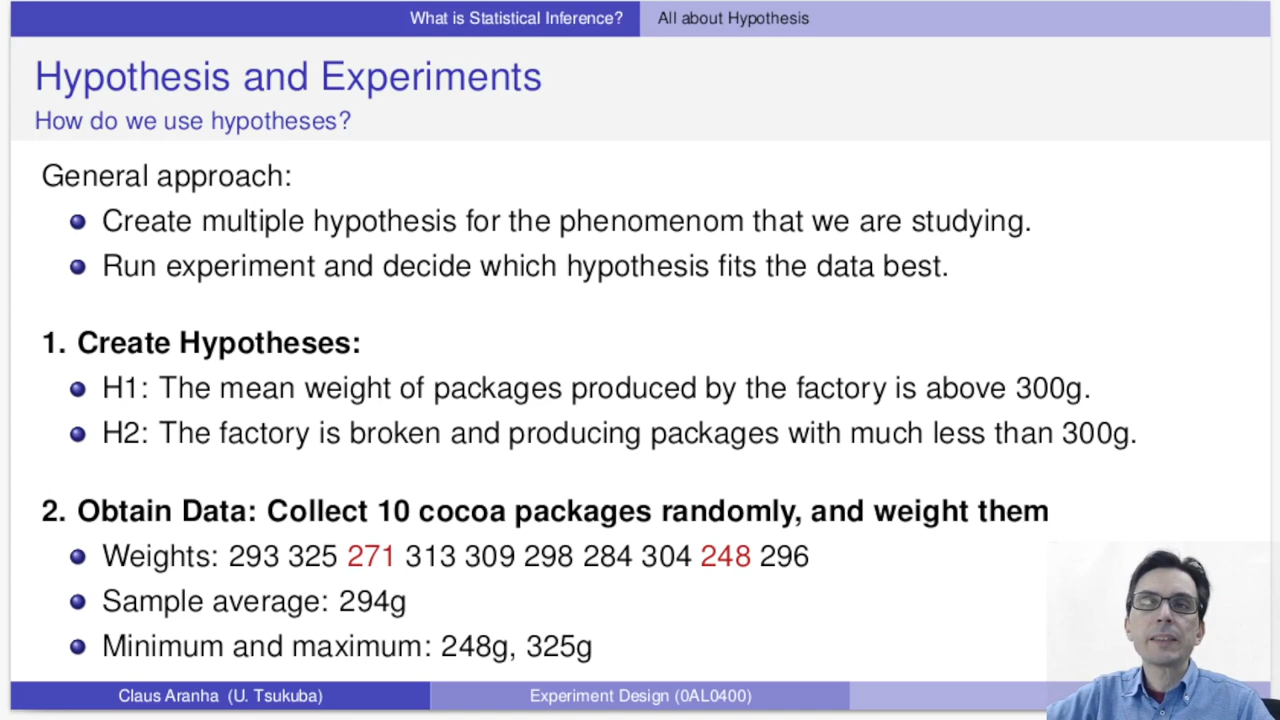 What is Statistical Inference? All about Hypothesis
Hypothesis and Experiments
How do we use hypotheses?
General approach:
Create multiple hypothesis for the phenomenom that we are studying.
Run experiment and decide which hypothesis fits the data best.
1. Create Hypotheses:
H1: The mean weight of packages produced by the factory is above 300g.
H2: The factory is broken and producing packages with much less than 300g.
2. Obtain Data: Collect 10 cocoa packages randomly, and weight them
Weights: 293 325 271 313 309 298 284 304 248 296
Sample average: 294g
Minimum and maximum: 248g, 325g
Claus Aranha (U. Tsukuba) Experiment Design (0AL0400)